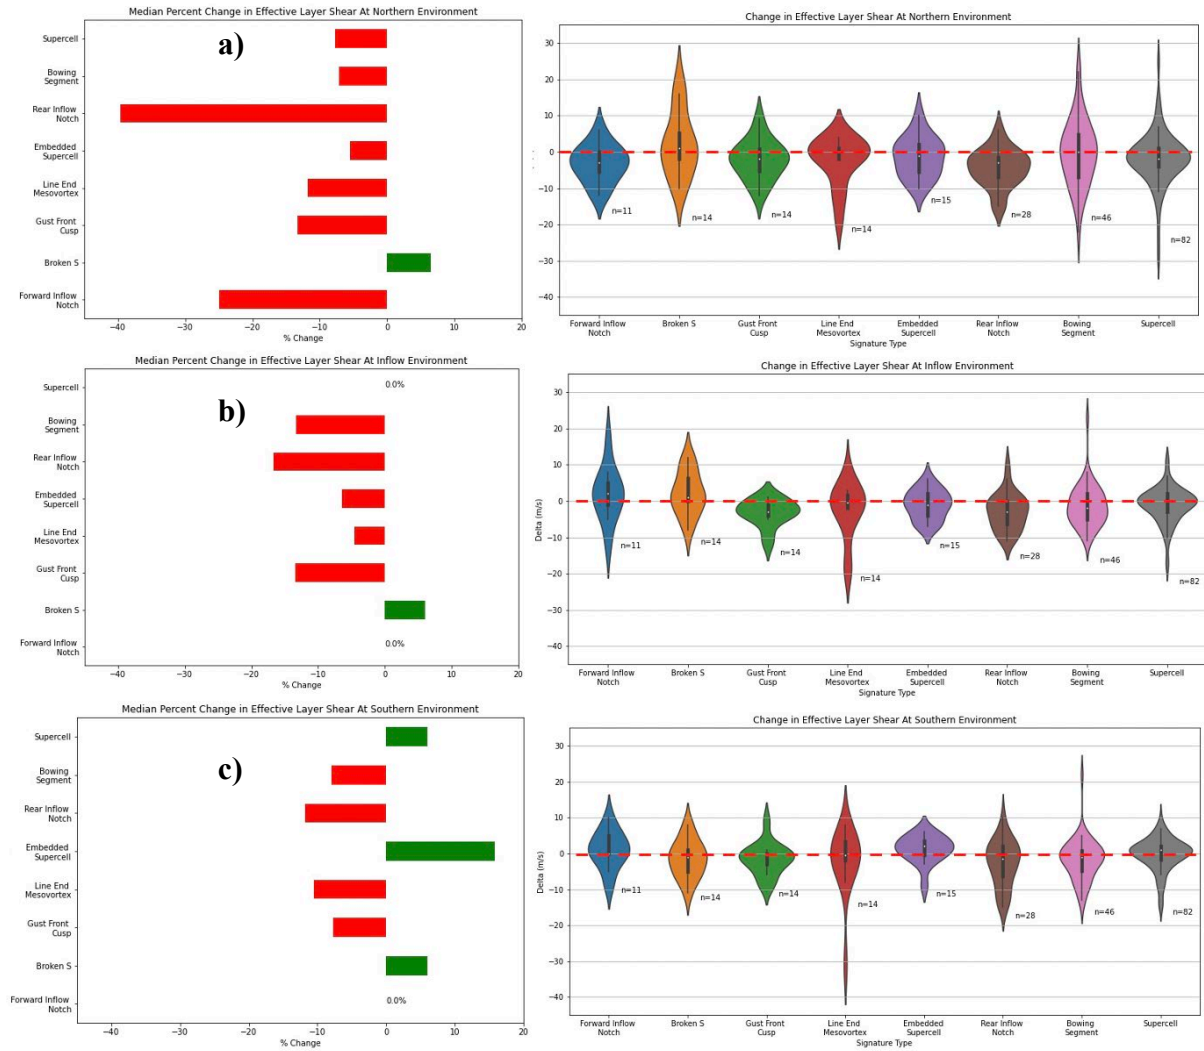 Median Percent Change in Effective Layer Shear At Northern Environment
a)
Supercell
Bowing
Segment
Rear Inflow
Notch
Embedded
Supercell
Line End
Mesovortex
Gust Front
Cusp
Broken S
Forward Inflow
Notch
−40 −30 −20 −10 0 10 20
% Change
Change in Effective Layer Shear At Northern Environment
30
20
10
0
−10
−20
−30
−40
n=11
n=14
n=14
n=14
n=15
n=28
n=46
n=82
Forward Inflow
Notch
Broken S
Gust Front
Cusp
Line End
Mesovortex
Embedded
Supercell
Rear Inflow
Notch
Bowing
Segment
Supercell
Signature Type
Median Percent Change in Effective Layer Shear At Inflow Environment
b)
Supercell
0.0%
Bowing
Segment
Rear Inflow
Notch
Embedded
Supercell
Line End
Mesovortex
Gust Front
Cusp
Broken S
Forward Inflow
Notch
0.0%
−40 −30 −20 −10 0 10 20
% Change
Change in Effective Layer Shear At Inflow Environment
Delta (m/s)
30
20
10
0
−10
−20
−30
−40
n=11
n=14
n=14
n=14
n=15
n=28
n=46
n=82
Forward Inflow
Notch
Broken S
Gust Front
Cusp
Line End
Mesovortex
Embedded
Supercell
Rear Inflow
Notch
Bowing
Segment
Supercell
Signature Type
Median Percent Change in Effective Layer Shear At Southern Environment
c)
Supercell
Bowing
Segment
Rear Inflow
Notch
Embedded
Supercell
Line End
Mesovortex
Gust Front
Cusp
Broken S
Forward Inflow
Notch
0.0%
−40 −30 −20 −10 0 10 20
% Change
Change in Effective Layer Shear At Southern Environment
Delta (m/s)
30
20
10
0
−10
−20
−30
−40
n=11
n=14
n=14
n=14
n=15
n=28
n=46
n=82
Forward Inflow
Notch
Broken S
Gust Front
Cusp
Line End
Mesovortex
Embedded
Supercell
Rear Inflow
Notch
Bowing
Segment
Supercell
Signature Type